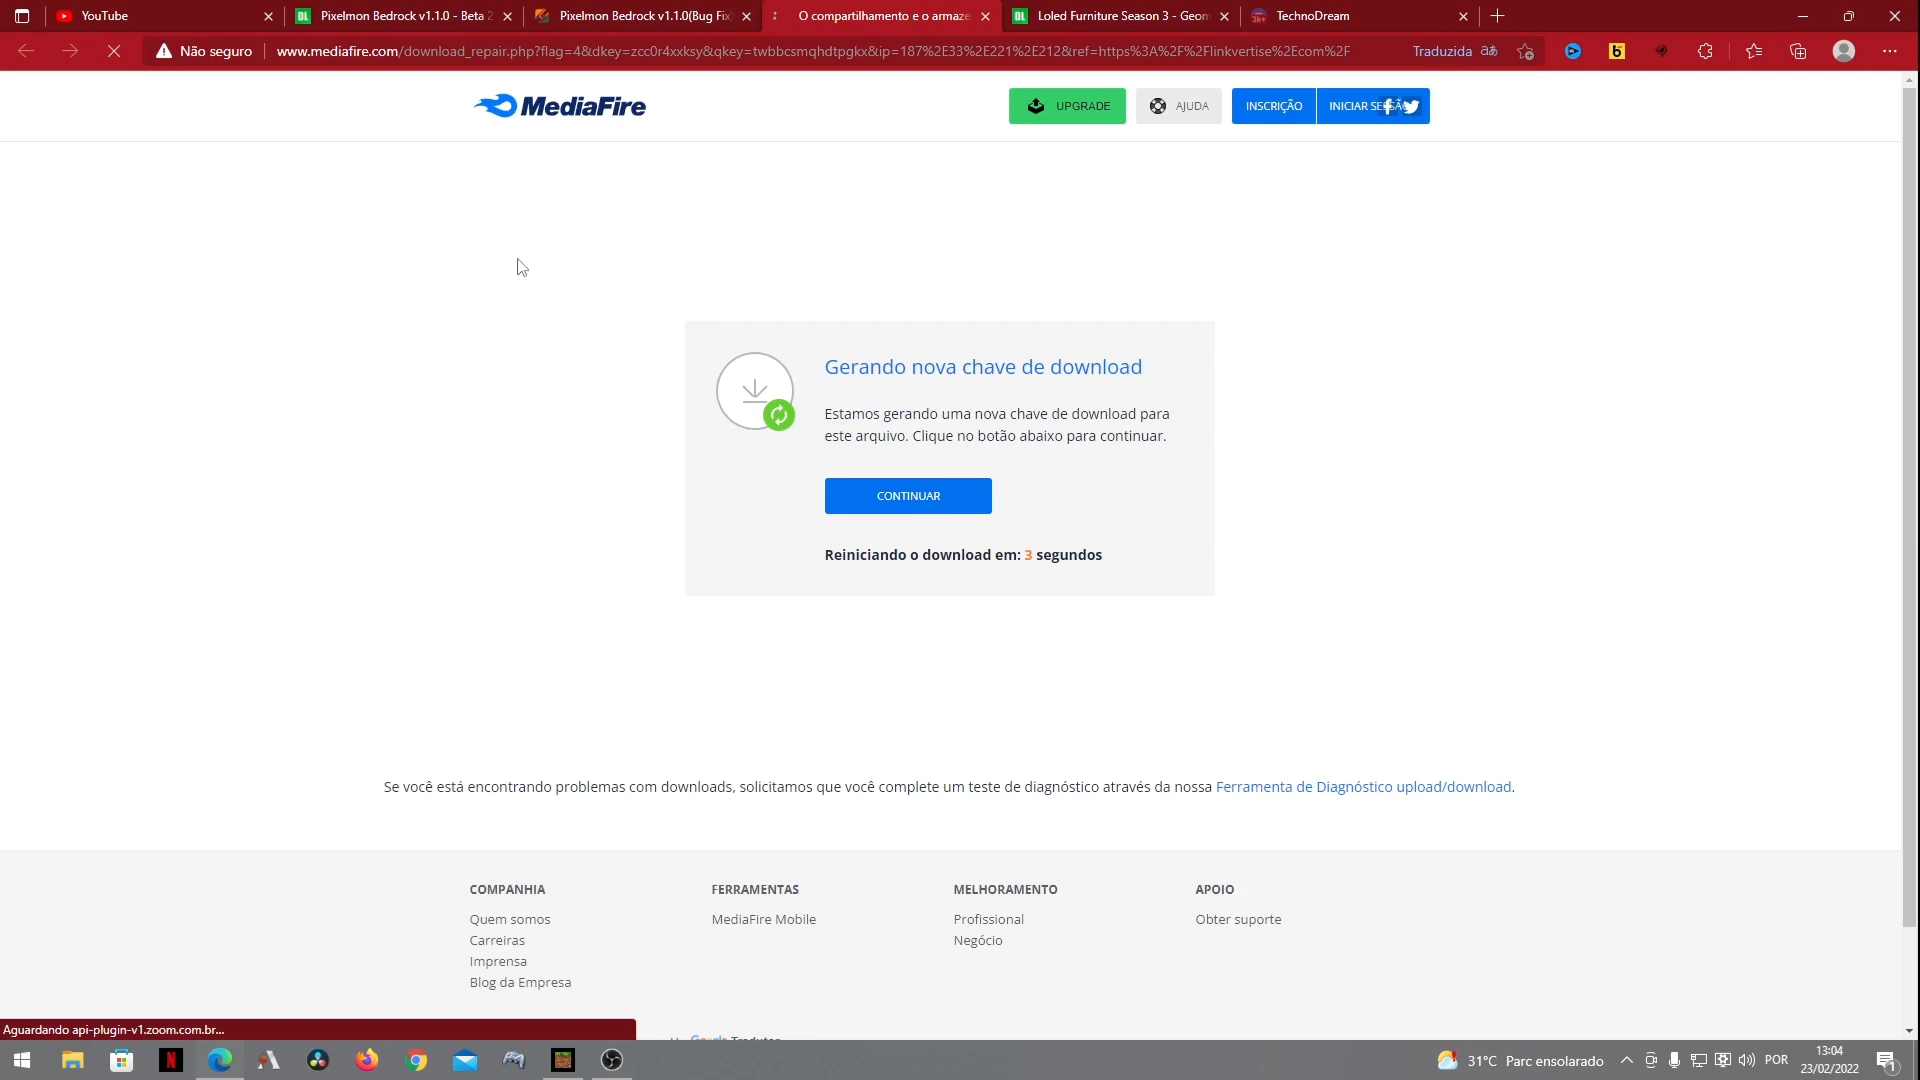 YouTube
Pixelmon Bedrock v1.1.0 - Beta 2
Pixelmon Bedrock v1.1.0(Bug Fix
O compartilhamento e o armaze
DL Loled Furniture Season 3 - Geom
TechnoDream
Não seguro
www.mediafire.com/download_repair.php?flag=4&dkey=zcc0r4xxksy&qkey=twbbcsmqhdtpgkx&ip=187%2E33%2E221%2E212&ref=https%3A%2F%2Flinkvertise%2Ecom%2F
Traduzida
MediaFire
UPGRADE
AJUDA
INSCRIÇÃO
INICIAR SESSÃO
Gerando nova chave de download
Estamos gerando uma nova chave de download para
este arquivo. Clique no botão abaixo para continuar.
CONTINUAR
Reiniciando o download em: 3 segundos
Se você está encontrando problemas com downloads, solicitamos que você complete um teste de diagnóstico através da nossa Ferramenta de Diagnóstico upload/download.
COMPANHIA
Quem somos
Carreiras
Imprensa
Blog da Empresa
FERRAMENTAS
MediaFire Mobile
MELHORAMENTO
Profissional
Negócio
APOIO
Obter suporte
Aguardando api-plugin-v1.zoom.com.br...
31°C Parc ensolarado
POR
13:04
23/02/2022
1